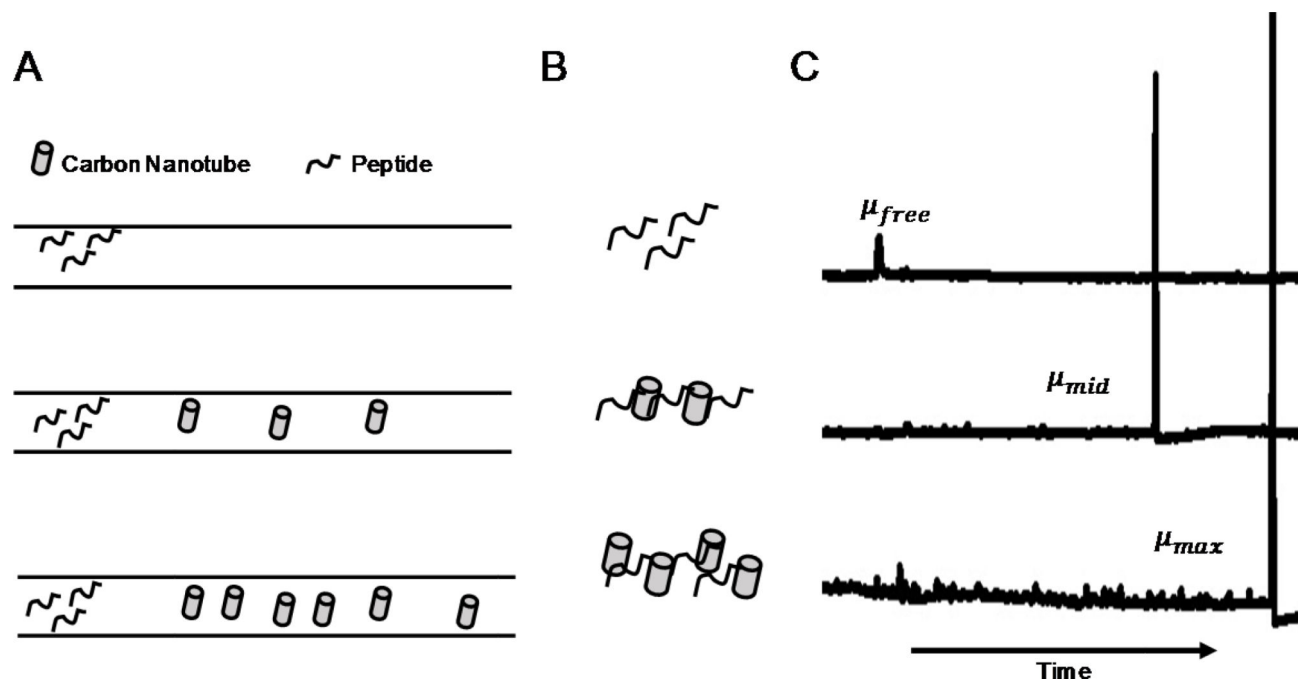 A
B
C
Carbon Nanotube
Peptide
μfree
μmid
μmax
Time